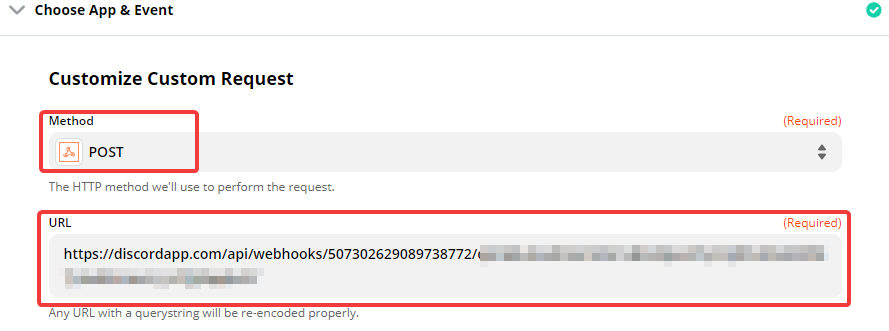 Choose App & Event
Customize Custom Request
Method (Required)
POST
The HTTP method we'll use to perform the request.
URL (Required)
https://discordapp.com/api/webhooks/507302629089738772/
Any URL with a querystring will be re-encoded properly.